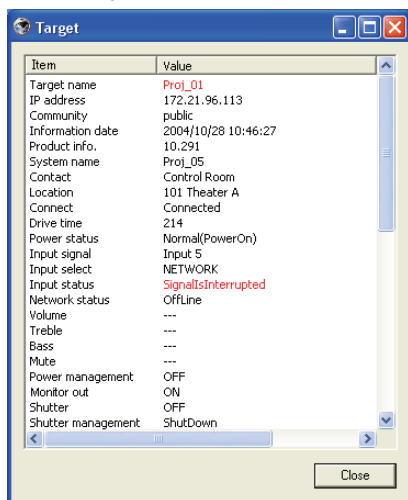 Target
Item Value
Target name Proj_01
IP address 172.21.96.113
Community public
Information date 2004/10/28 10:46:27
Product info. 10.291
System name Proj_05
Contact Control Room
Location 101 Theater A
Connect Connected
Drive time 214
Power status Normal(PowerOn)
Input signal Input 5
Input select NETWORK
Input status SignalIsInterrupted
Network status OffLine
Volume ---
Treble ---
Bass ---
Mute ---
Power management OFF
Monitor out ON
Shutter OFF
Shutter management ShutDown
Close